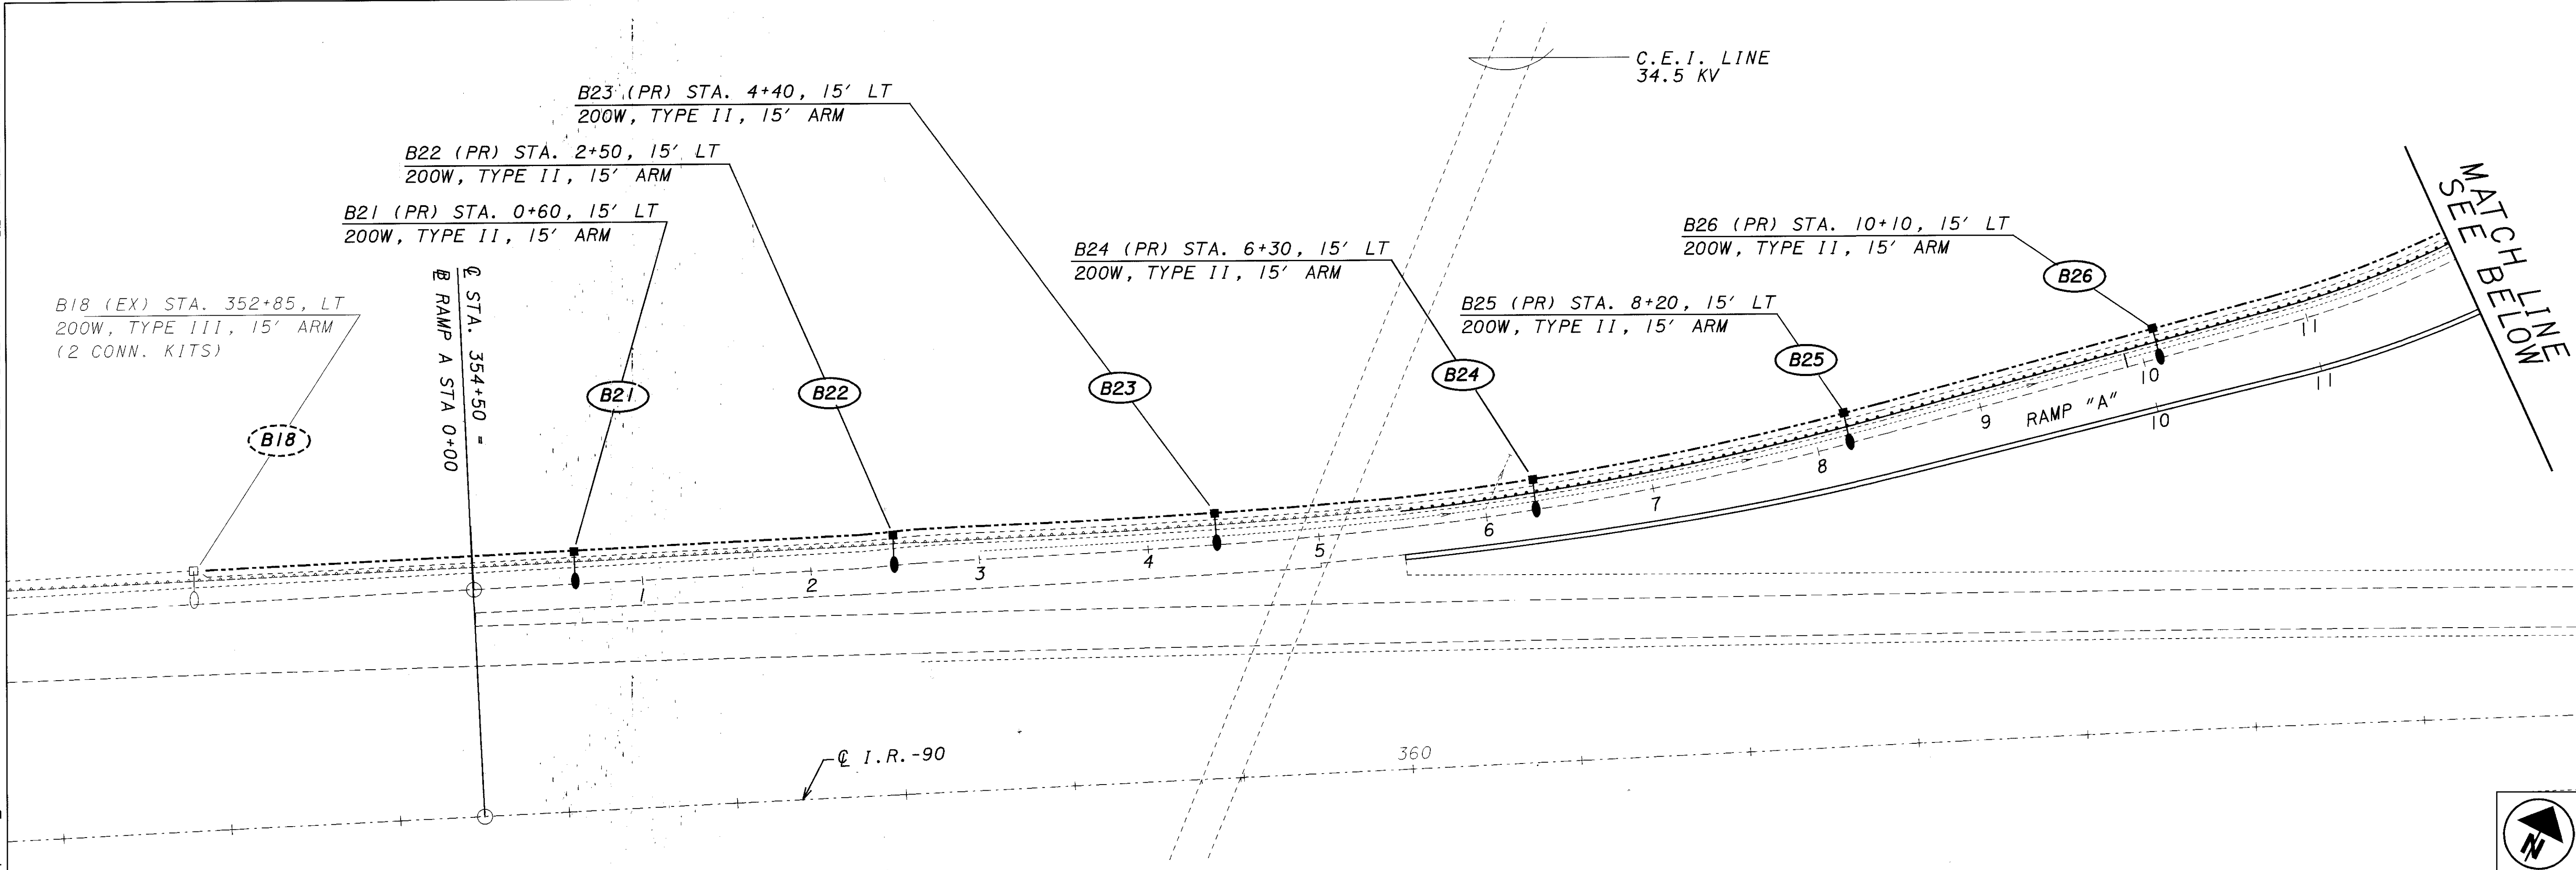 C.E.I. LINE
34.5 KV
B23 (PR) STA. 4+40, 15' LT
200W, TYPE II, 15' ARM
B22 (PR) STA. 2+50, 15' LT
200W, TYPE II, 15' ARM
B21 (PR) STA. 0+60, 15' LT
200W, TYPE II, 15' ARM
B18 (EX) STA. 352+85, LT
200W, TYPE III, 15' ARM
(2 CONN. KITS)
℄ STA. 354+50 =
B RAMP A STA 0+00
B24 (PR) STA. 6+30, 15' LT
200W, TYPE II, 15' ARM
B25 (PR) STA. 8+20, 15' LT
200W, TYPE II, 15' ARM
B26 (PR) STA. 10+10, 15' LT
200W, TYPE II, 15' ARM
MATCH LINE
SEE BELOW
B18
B21
B22
B23
B24
B25
B26
1
2
3
4
5
6
7
8
9
10
11
RAMP "A"
10
11
℄ I.R.-90
360
N